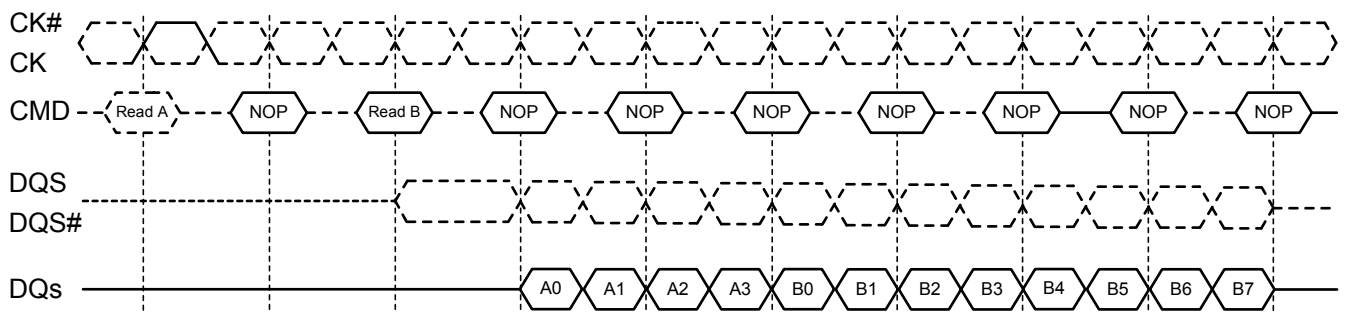 CK#
CK
CMD Read A NOP Read B NOP NOP NOP NOP NOP NOP NOP
DQS
DQS#
DQs A0 A1 A2 A3 B0 B1 B2 B3 B4 B5 B6 B7